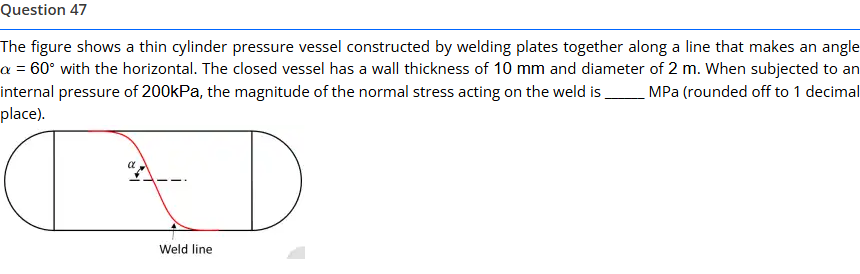 Question 47
The figure shows a thin cylinder pressure vessel constructed by welding plates together along a line that makes an angle
α = 60° with the horizontal. The closed vessel has a wall thickness of 10 mm and diameter of 2 m. When subjected to an
internal pressure of 200kPa, the magnitude of the normal stress acting on the weld is _____ MPa (rounded off to 1 decimal
place).
α
Weld line